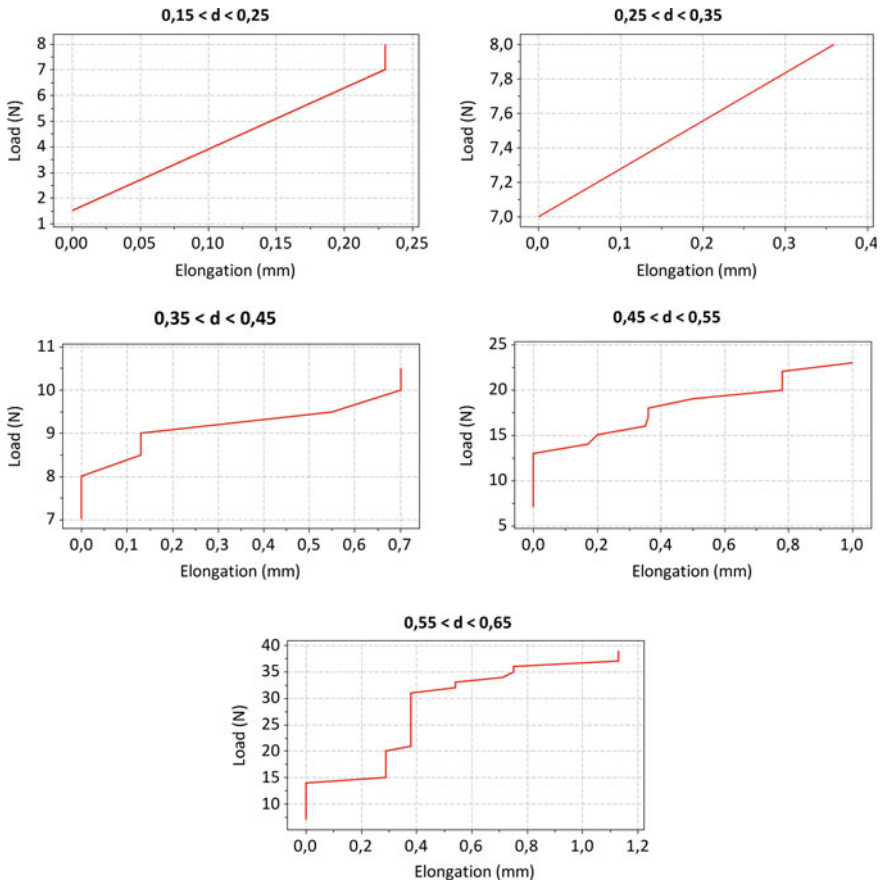 0,15 < d < 0,25
8
7
6
5
4
3
2
1
Load (N)
0,00 0,05 0,10 0,15 0,20 0,25
Elongation (mm)
0,25 < d < 0,35
8,0
7,8
7,6
7,4
7,2
7,0
Load (N)
0,0 0,1 0,2 0,3 0,4
Elongation (mm)
0,35 < d < 0,45
11
10
9
8
7
Load (N)
0,0 0,1 0,2 0,3 0,4 0,5 0,6 0,7
Elongation (mm)
0,45 < d < 0,55
25
20
15
10
5
Load (N)
0,0 0,2 0,4 0,6 0,8 1,0
Elongation (mm)
0,55 < d < 0,65
40
35
30
25
20
15
10
Load (N)
0,0 0,2 0,4 0,6 0,8 1,0 1,2
Elongation (mm)